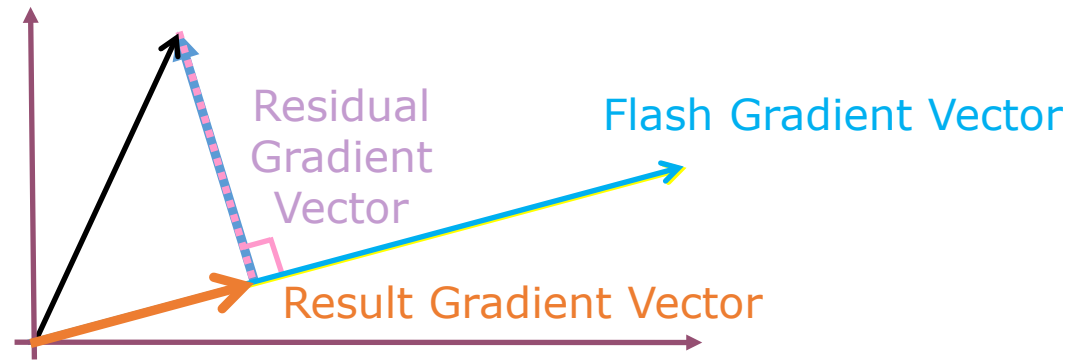 Residual
Gradient
Vector
Flash Gradient Vector
Result Gradient Vector